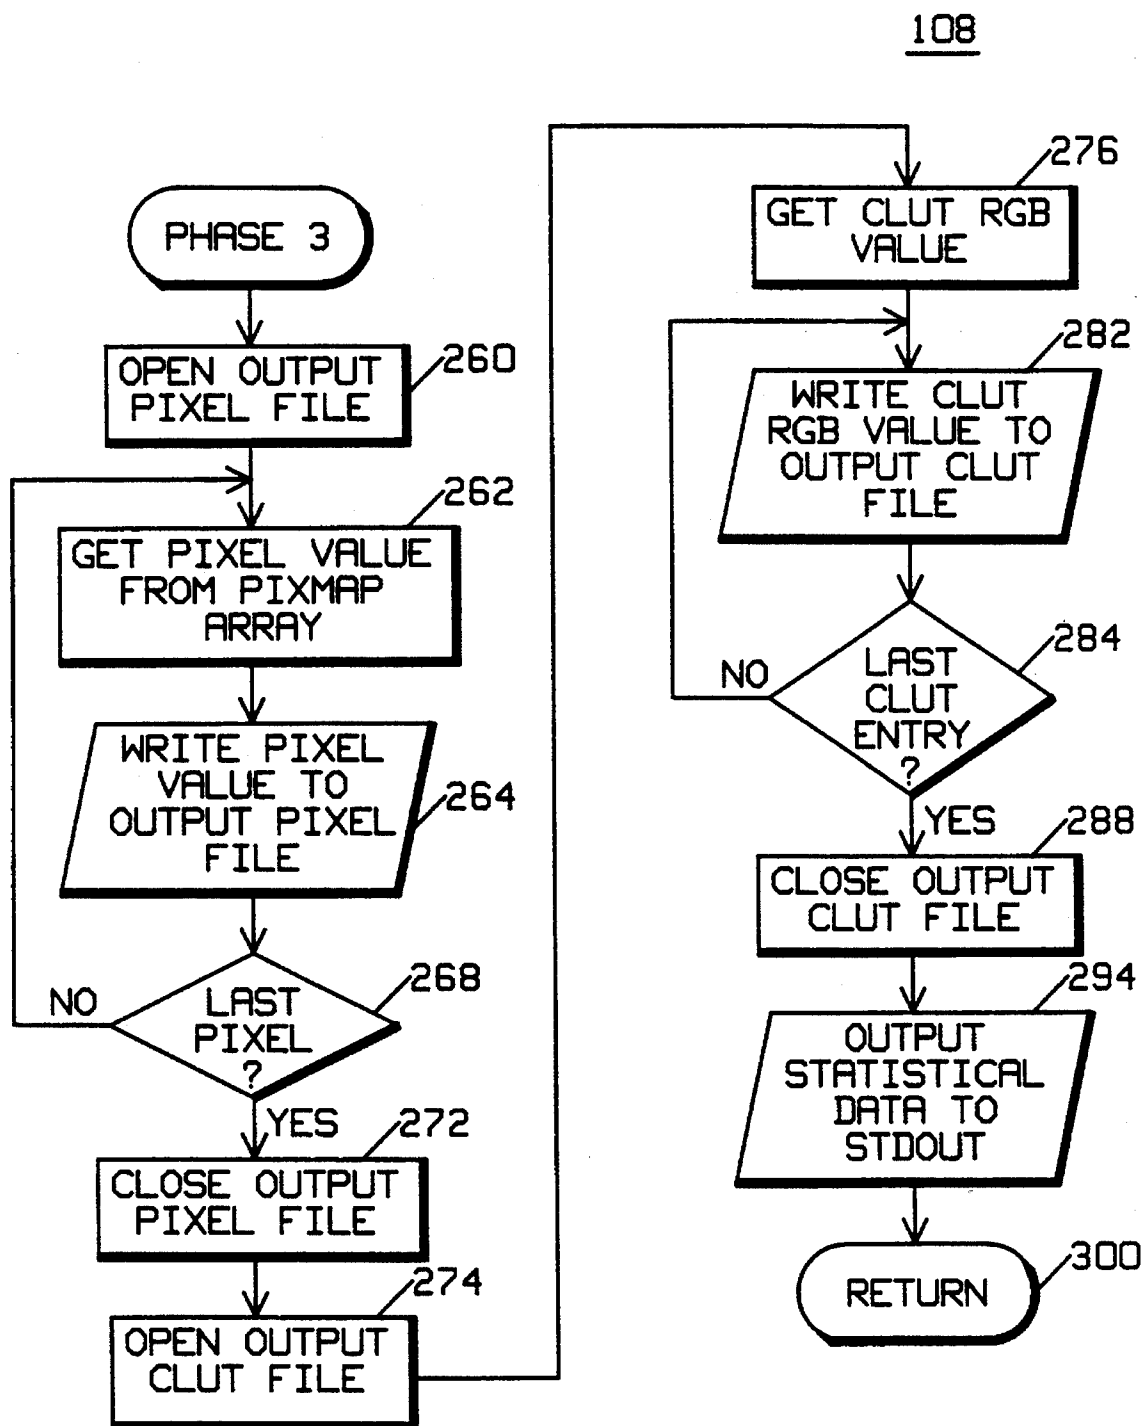 108
PHASE 3
260
OPEN OUTPUT
PIXEL FILE
262
GET PIXEL VALUE
FROM PIXMAP
ARRAY
WRITE PIXEL
VALUE TO
OUTPUT PIXEL
FILE
264
268
NO
LAST
PIXEL
?
YES
272
CLOSE OUTPUT
PIXEL FILE
274
OPEN OUTPUT
CLUT FILE
276
GET CLUT RGB
VALUE
282
WRITE CLUT
RGB VALUE TO
OUTPUT CLUT
FILE
284
NO
LAST
CLUT
ENTRY
?
YES
288
CLOSE OUTPUT
CLUT FILE
294
OUTPUT
STATISTICAL
DATA TO
STDOUT
300
RETURN